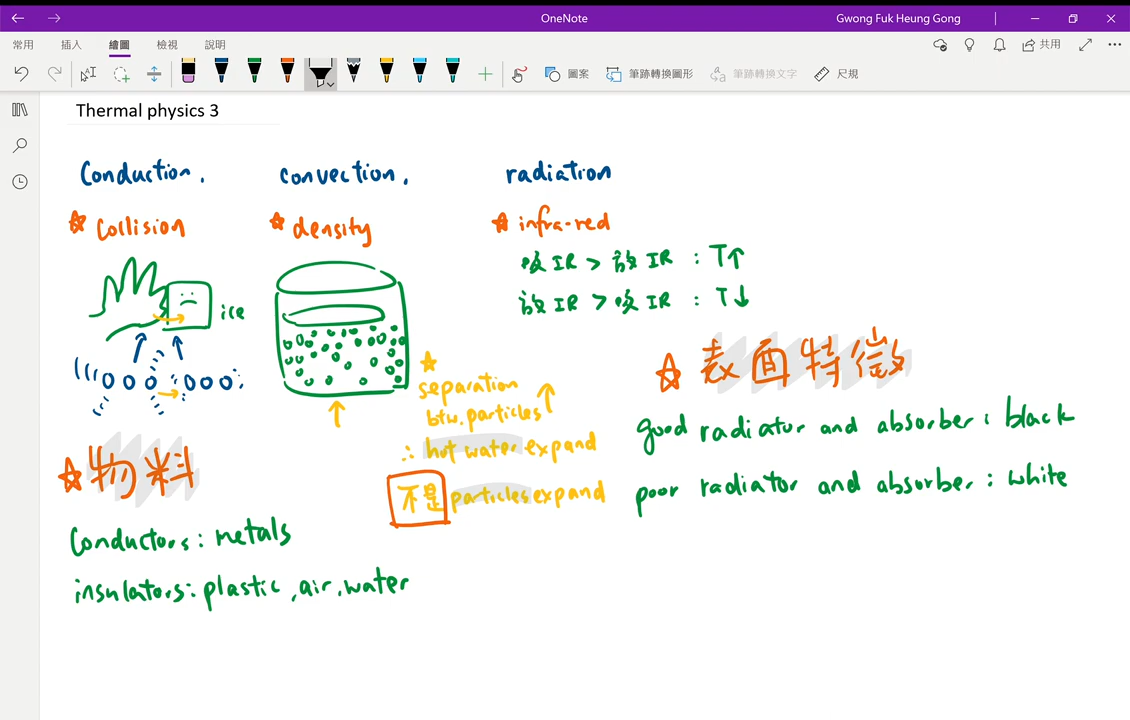 OneNote
Gwong Fuk Heung Gong
常用 插入 繪圖 檢視 說明
共用
圖案 筆跡轉換圖形 筆跡轉換文字 尺規
Thermal physics 3
Conduction, convection, radiation
collision density infra-red
吸 IR > 放 IR : T↑
放 IR > 吸 IR : T↓
ice
表面特徵
separation
btw. particles ↑
∴ hot water expand
不是 particles expand
good radiator and absorber : black
poor radiator and absorber : white
物料
Conductors : metals
insulators : plastic, air, water